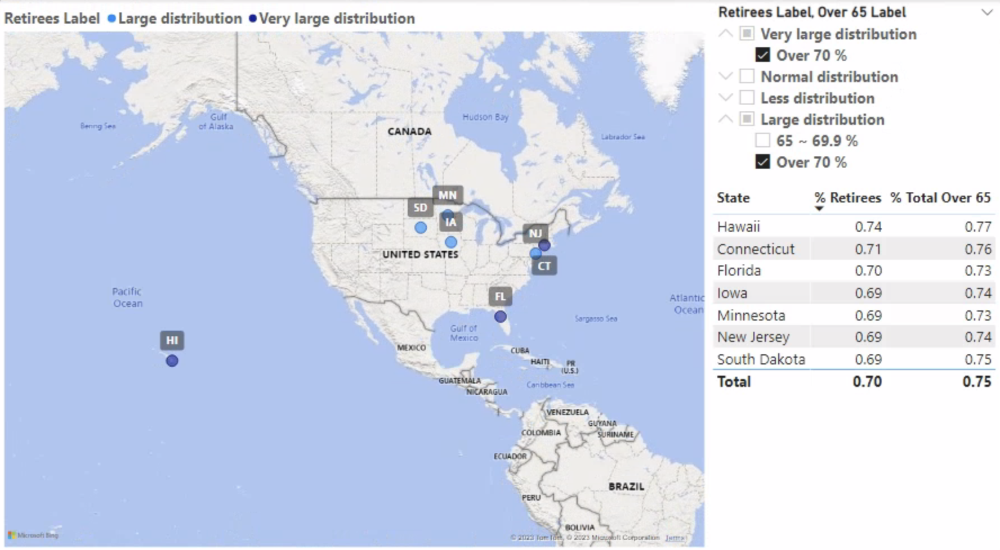 Retirees Label Large distribution Very large distribution
Bering Sea
Gulf
of Alaska
Hudson Bay
CANADA
Labrador Sea
MN
SD
IA
NJ
UNITED STATES
CT
Pacific
Ocean
FL
Atlantic
Ocean
Sargasso Sea
Gulf of
Mexico
HI
MEXICO
CUBA
HAITI
PR
(U.S.)
GUATEMALA
Caribbean Sea
NICARAGUA
VENEZUELA
GUYANA
COLOMBIA
SURINAME
ECUADOR
BRAZIL
PERU
BOLIVIA
Microsoft Bing
© 2023 TomTom, © 2023 Microsoft Corporation Terms
Retirees Label, Over 65 Label
Very large distribution
Over 70 %
Normal distribution
Less distribution
Large distribution
65 ~ 69.9 %
Over 70 %
State % Retirees % Total Over 65
Hawaii 0.74 0.77
Connecticut 0.71 0.76
Florida 0.70 0.73
Iowa 0.69 0.74
Minnesota 0.69 0.73
New Jersey 0.69 0.74
South Dakota 0.69 0.75
Total 0.70 0.75